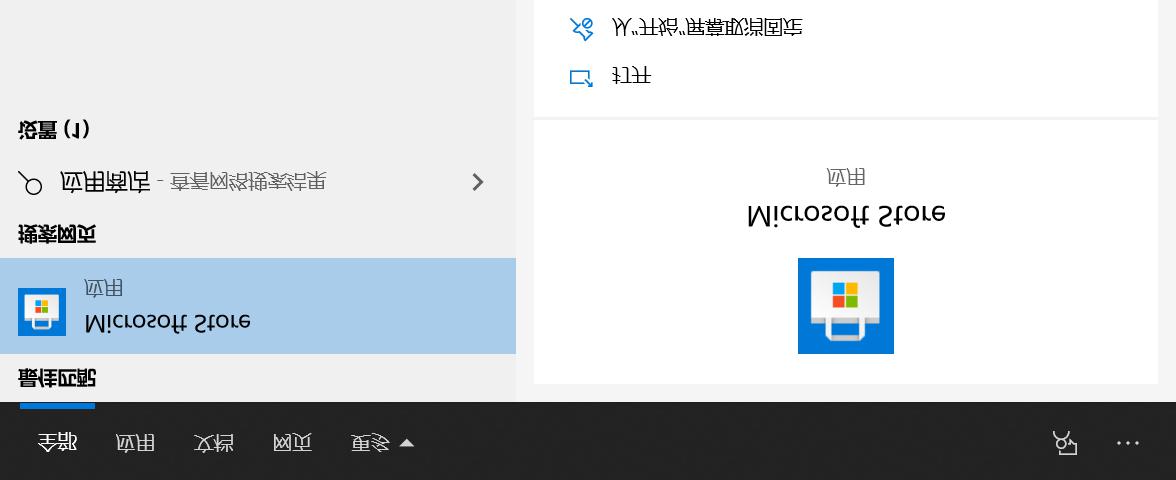 全部 应用 文档 网页 更多
最佳匹配
Microsoft Store
应用
搜索网页
应用商店 - 查看网络搜索结果
设置 (1)
Microsoft Store
应用
打开
从“开始”屏幕取消固定